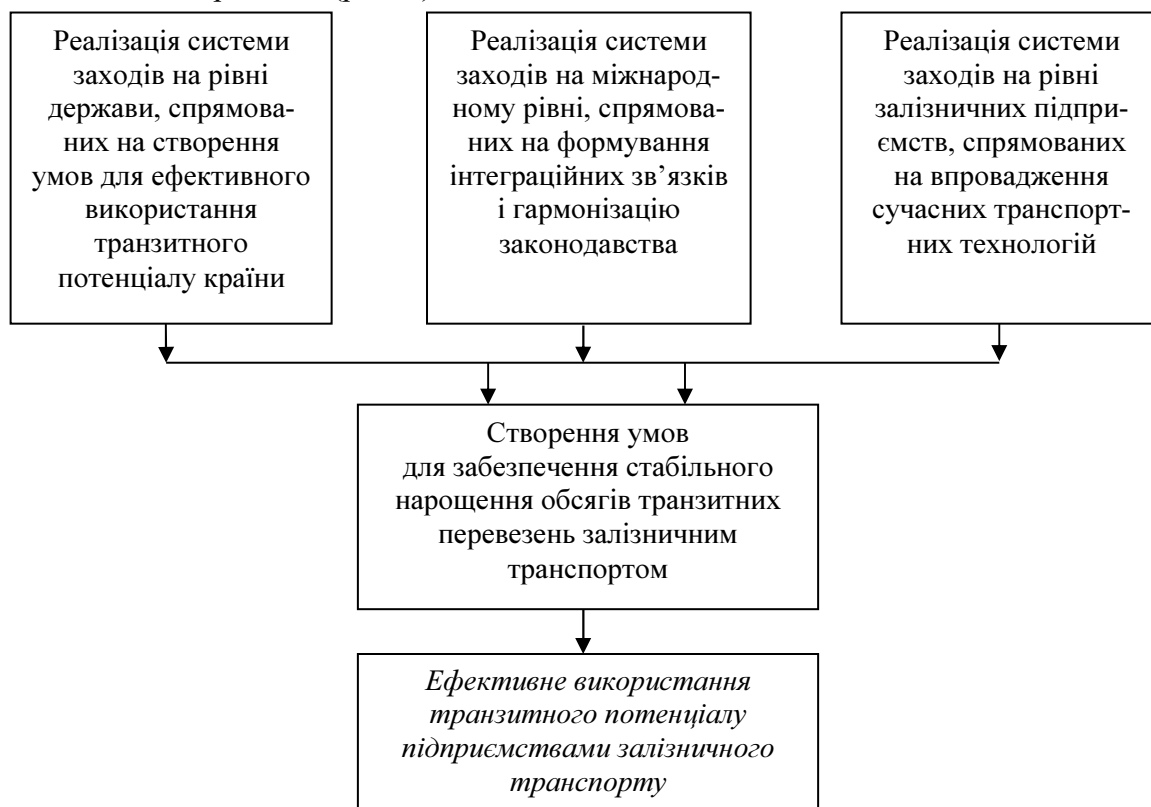 Реалізація системи
заходів на рівні
держави, спрямова-
них на створення
умов для ефективного
використання
транзитного
потенціалу країни
Реалізація системи
заходів на міжнарод-
ному рівні, спрямова-
них на формування
інтеграційних зв’язків
і гармонізацію
законодавства
Реалізація системи
заходів на рівні
залізничних підпри-
ємств, спрямованих
на впровадження
сучасних транспорт-
них технологій
Створення умов
для забезпечення стабільного
нарощення обсягів транзитних
перевезень залізничним
транспортом
Ефективне використання
транзитного потенціалу
підприємствами залізничного
транспорту